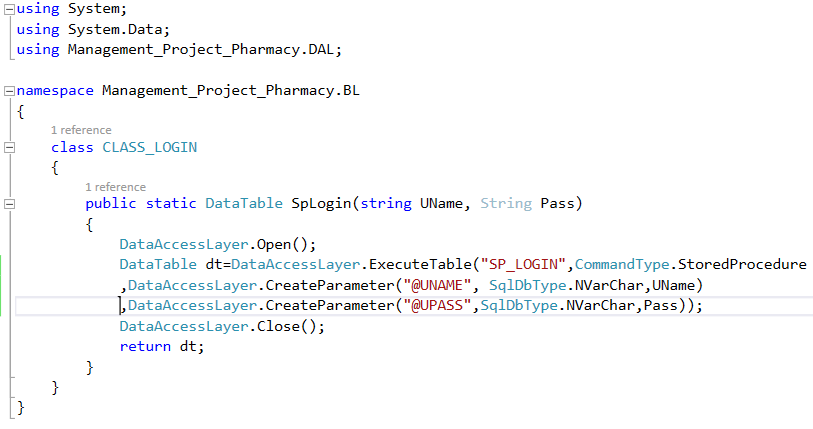 using System;
using System.Data;
using Management_Project_Pharmacy.DAL;

namespace Management_Project_Pharmacy.BL
{
    1 reference
    class CLASS_LOGIN
    {
        1 reference
        public static DataTable SpLogin(string UName, String Pass)
        {
            DataAccessLayer.Open();
            DataTable dt=DataAccessLayer.ExecuteTable("SP_LOGIN",CommandType.StoredProcedure
            ,DataAccessLayer.CreateParameter("@UNAME", SqlDbType.NVarChar,UName)
            ,DataAccessLayer.CreateParameter("@UPASS",SqlDbType.NVarChar,Pass));
            DataAccessLayer.Close();
            return dt;
        }
    }
}